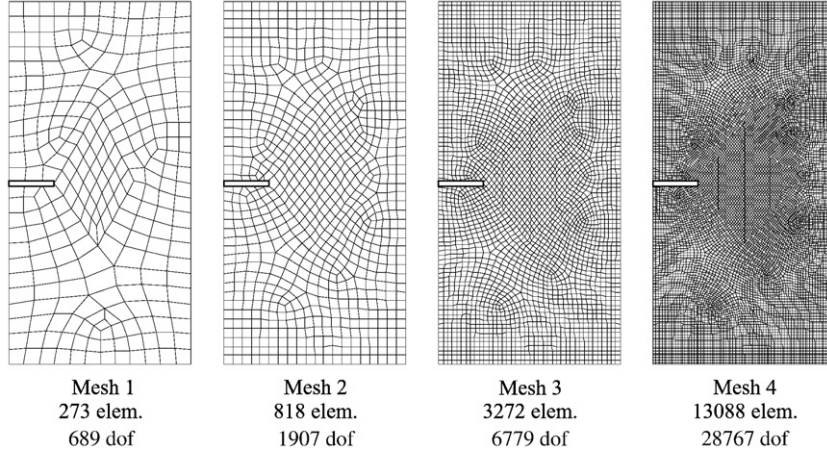 Mesh 1
273 elem.
689 dof
Mesh 2
818 elem.
1907 dof
Mesh 3
3272 elem.
6779 dof
Mesh 4
13088 elem.
28767 dof